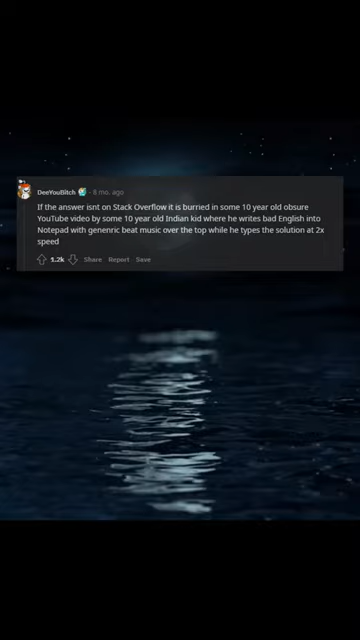 DeeYouBitch · 8 mo. ago
If the answer isnt on Stack Overflow it is burried in some 10 year old obsure
YouTube video by some 10 year old Indian kid where he writes bad English into
Notepad with genenric beat music over the top while he types the solution at 2x
speed
1.2k Share Report Save